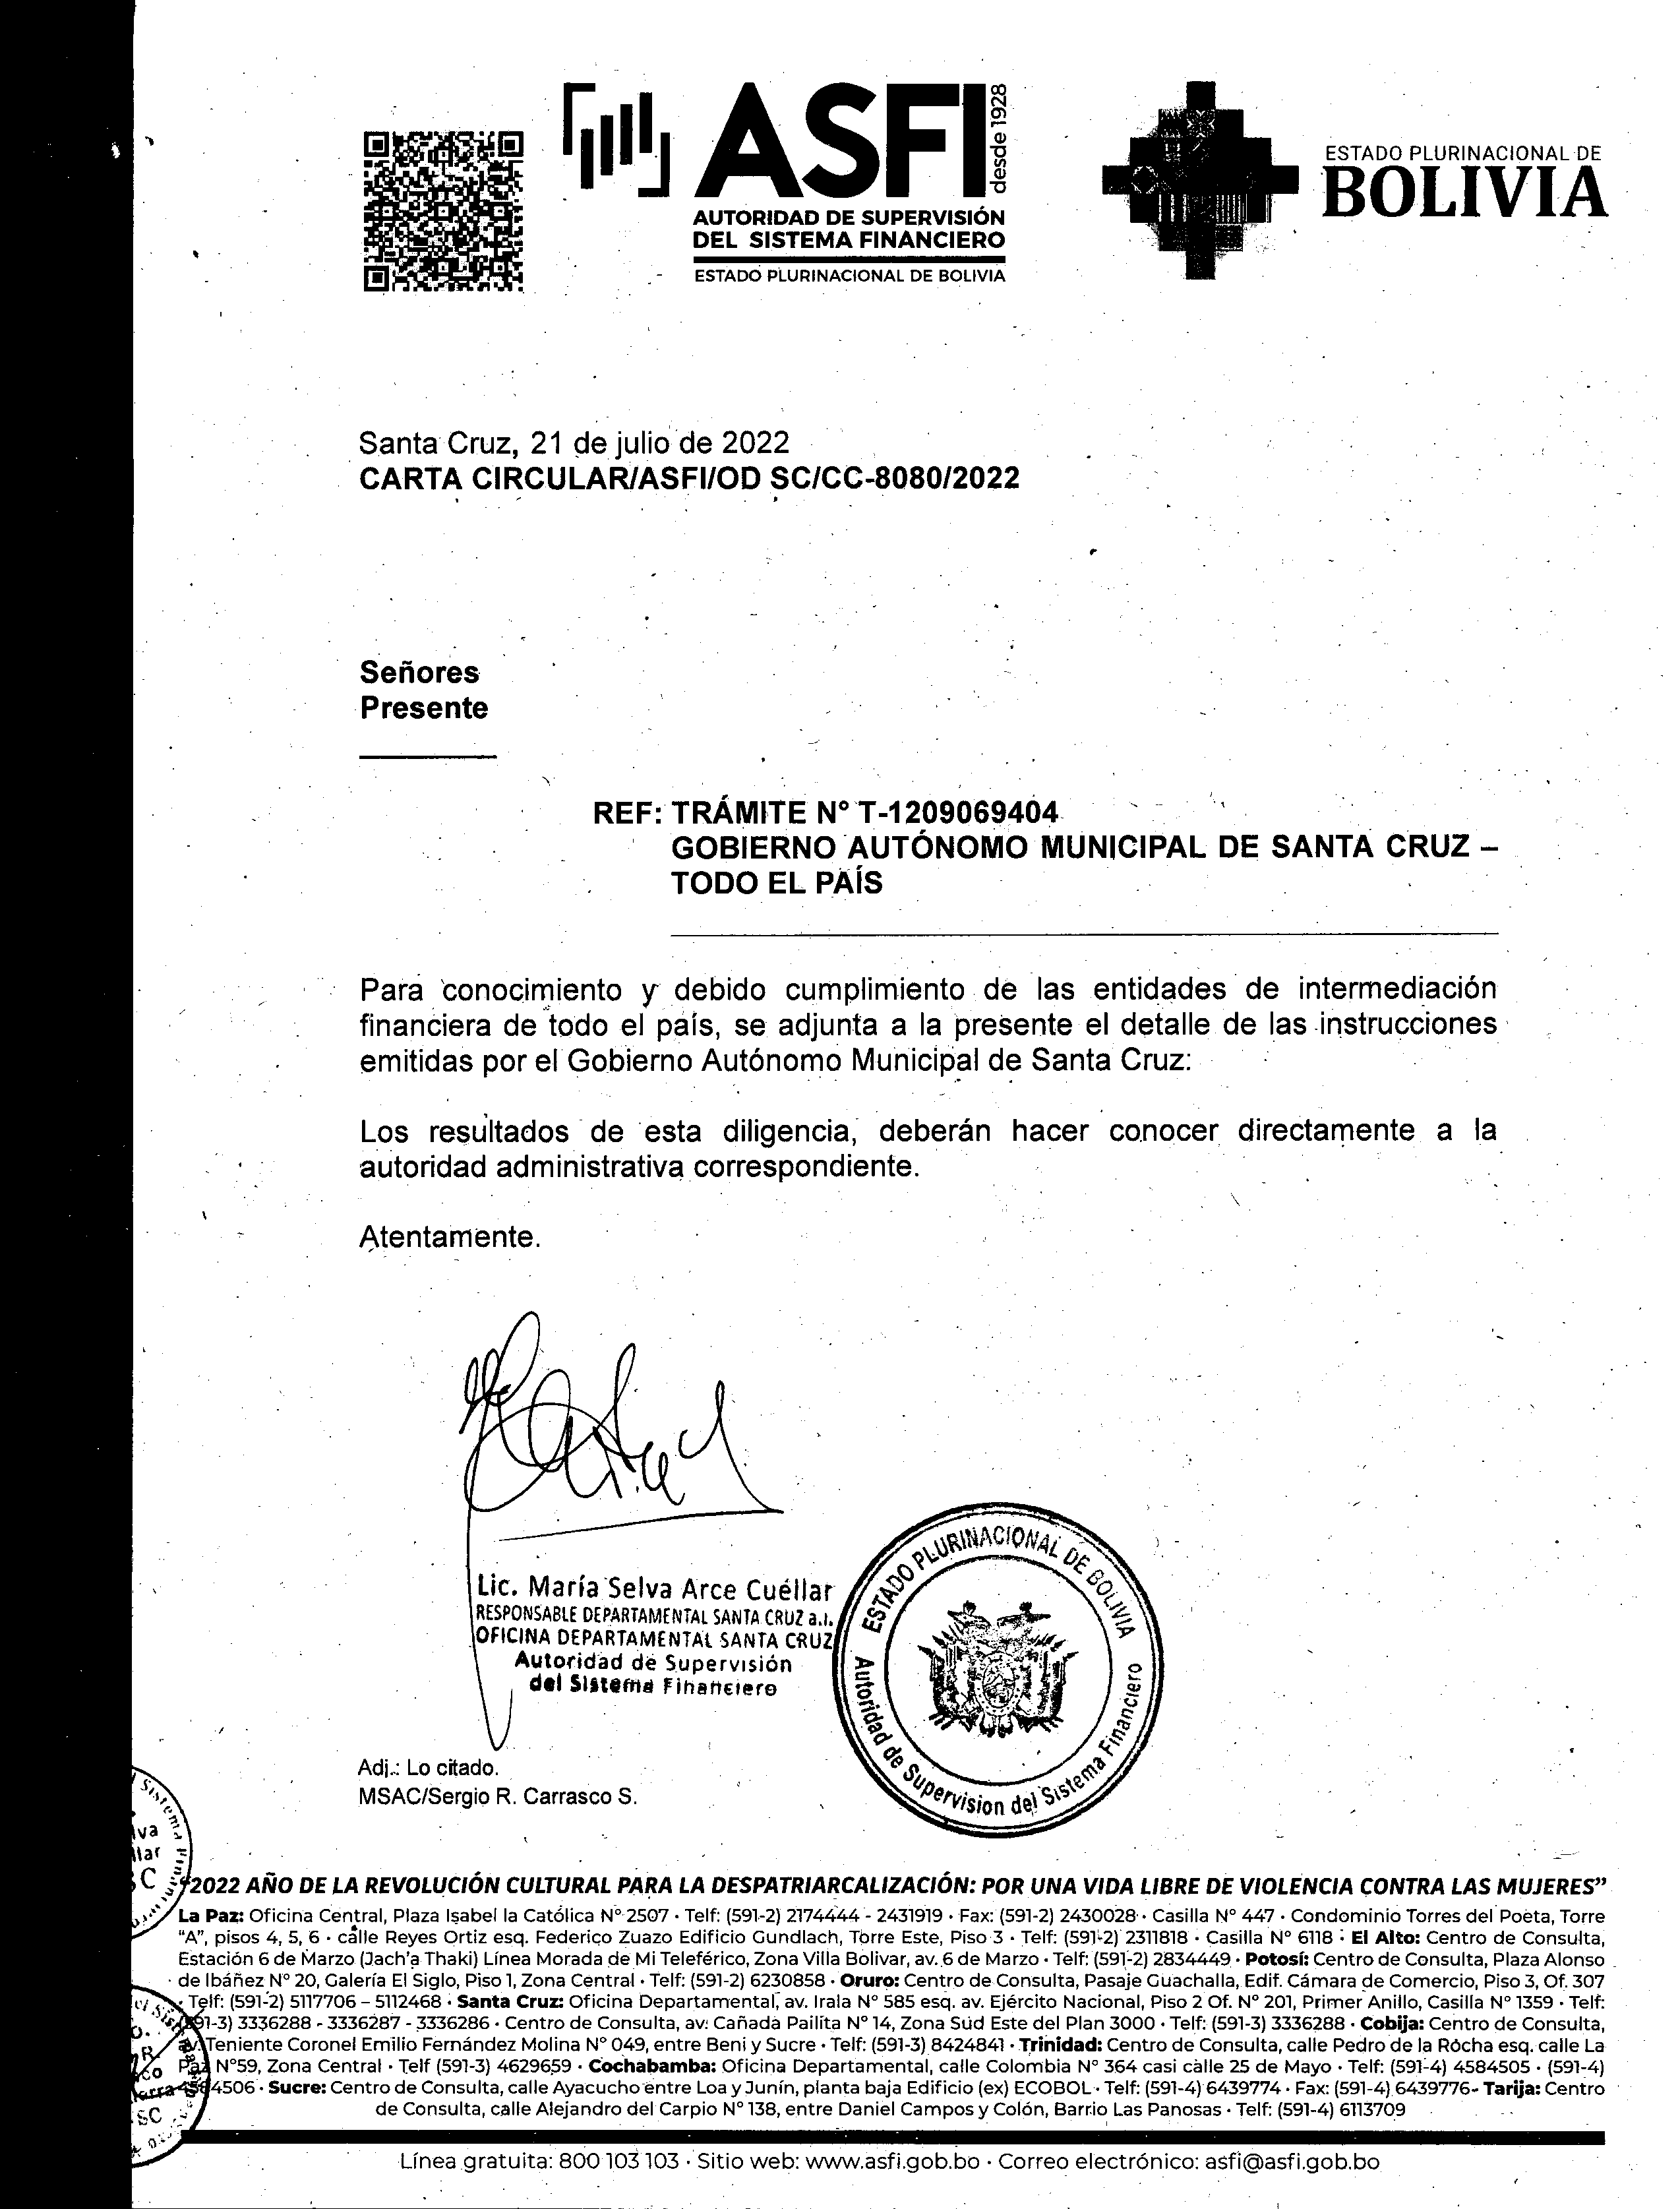 ASFI
desde 1928
AUTORIDAD DE SUPERVISIÓN
DEL SISTEMA FINANCIERO
ESTADO PLURINACIONAL DE BOLIVIA
ESTADO PLURINACIONAL DE
BOLIVIA
Santa Cruz, 21 de julio de 2022
CARTA CIRCULAR/ASFI/OD SC/CC-8080/2022
Señores
Presente
REF: TRÁMITE N° T-1209069404
GOBIERNO AUTÓNOMO MUNICIPAL DE SANTA CRUZ –
TODO EL PAÍS
Para conocimiento y debido cumplimiento de las entidades de intermediación
financiera de todo el país, se adjunta a la presente el detalle de las instrucciones
emitidas por el Gobierno Autónomo Municipal de Santa Cruz:
Los resultados de esta diligencia, deberán hacer conocer directamente a la
autoridad administrativa correspondiente.
Atentamente.
Lic. María Selva Arce Cuéllar
RESPONSABLE DEPARTAMENTAL SANTA CRUZ a.i.
OFICINA DEPARTAMENTAL SANTA CRUZ
Autoridad de Supervisión
del Sistema Financiero
ESTADO PLURINACIONAL DE BOLIVIA
Autoridad de Supervision del Sistema Financiero
Adj.: Lo citado.
MSAC/Sergio R. Carrasco S.
"2022 AÑO DE LA REVOLUCIÓN CULTURAL PARA LA DESPATRIARCALIZACIÓN: POR UNA VIDA LIBRE DE VIOLENCIA CONTRA LAS MUJERES"
La Paz: Oficina Central, Plaza Isabel la Católica N° 2507 · Telf: (591-2) 2174444 - 2431919 · Fax: (591-2) 2430028 · Casilla N° 447 · Condominio Torres del Poeta, Torre
"A", pisos 4, 5, 6 · calle Reyes Ortiz esq. Federico Zuazo Edificio Gundlach, Torre Este, Piso 3 · Telf: (591-2) 2311818 · Casilla N° 6118 · El Alto: Centro de Consulta,
Estación 6 de Marzo (Jach'a Thaki) Línea Morada de Mi Teleférico, Zona Villa Bolivar, av. 6 de Marzo · Telf: (591-2) 2834449 · Potosí: Centro de Consulta, Plaza Alonso
de Ibáñez N° 20, Galería El Siglo, Piso 1, Zona Central · Telf: (591-2) 6230858 · Oruro: Centro de Consulta, Pasaje Guachalla, Edif. Cámara de Comercio, Piso 3, Of. 307
· Telf: (591-2) 5117706 – 5112468 · Santa Cruz: Oficina Departamental, av. Irala N° 585 esq. av. Ejército Nacional, Piso 2 Of. N° 201, Primer Anillo, Casilla N° 1359 · Telf:
(591-3) 3336288 - 3336287 - 3336286 · Centro de Consulta, av. Cañada Pailita N° 14, Zona Sud Este del Plan 3000 · Telf: (591-3) 3336288 · Cobija: Centro de Consulta,
Teniente Coronel Emilio Fernández Molina N° 049, entre Beni y Sucre · Telf: (591-3) 8424841 · Trinidad: Centro de Consulta, calle Pedro de la Rocha esq. calle La
Paz N°59, Zona Central · Telf (591-3) 4629659 · Cochabamba: Oficina Departamental, calle Colombia N° 364 casi calle 25 de Mayo · Telf: (591-4) 4584505 · (591-4)
4584506 · Sucre: Centro de Consulta, calle Ayacucho entre Loa y Junín, planta baja Edificio (ex) ECOBOL · Telf: (591-4) 6439774 · Fax: (591-4) 6439776- Tarija: Centro
de Consulta, calle Alejandro del Carpio N° 138, entre Daniel Campos y Colón, Barrio Las Panosas · Telf: (591-4) 6113709
Línea gratuita: 800 103 103 · Sitio web: www.asfi.gob.bo · Correo electrónico: asfi@asfi.gob.bo